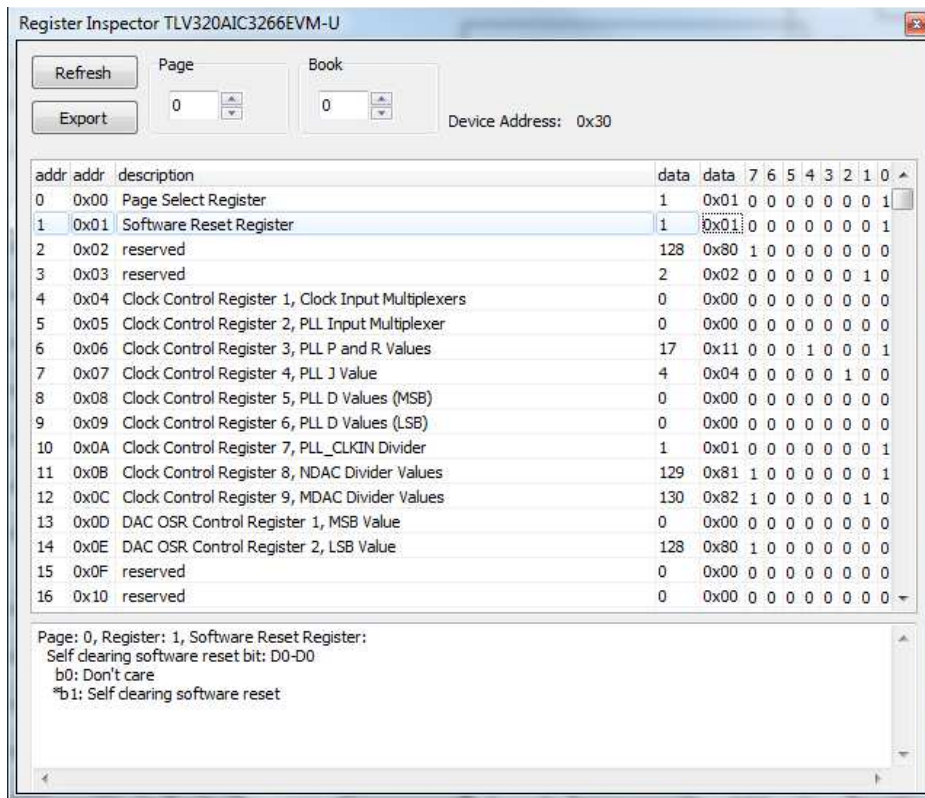 Register Inspector TLV320AIC3266EVM-U
Refresh Page Book
Export 0 0 Device Address: 0x30
addr addr description data data 7 6 5 4 3 2 1 0
0 0x00 Page Select Register 1 0x01 0 0 0 0 0 0 0 1
1 0x01 Software Reset Register 1 0x01 0 0 0 0 0 0 0 1
2 0x02 reserved 128 0x80 1 0 0 0 0 0 0 0
3 0x03 reserved 2 0x02 0 0 0 0 0 0 1 0
4 0x04 Clock Control Register 1, Clock Input Multiplexers 0 0x00 0 0 0 0 0 0 0 0
5 0x05 Clock Control Register 2, PLL Input Multiplexer 0 0x00 0 0 0 0 0 0 0 0
6 0x06 Clock Control Register 3, PLL P and R Values 17 0x11 0 0 0 1 0 0 0 1
7 0x07 Clock Control Register 4, PLL J Value 4 0x04 0 0 0 0 0 1 0 0
8 0x08 Clock Control Register 5, PLL D Values (MSB) 0 0x00 0 0 0 0 0 0 0 0
9 0x09 Clock Control Register 6, PLL D Values (LSB) 0 0x00 0 0 0 0 0 0 0 0
10 0x0A Clock Control Register 7, PLL_CLKIN Divider 1 0x01 0 0 0 0 0 0 0 1
11 0x0B Clock Control Register 8, NDAC Divider Values 129 0x81 1 0 0 0 0 0 0 1
12 0x0C Clock Control Register 9, MDAC Divider Values 130 0x82 1 0 0 0 0 0 1 0
13 0x0D DAC OSR Control Register 1, MSB Value 0 0x00 0 0 0 0 0 0 0 0
14 0x0E DAC OSR Control Register 2, LSB Value 128 0x80 1 0 0 0 0 0 0 0
15 0x0F reserved 0 0x00 0 0 0 0 0 0 0 0
16 0x10 reserved 0 0x00 0 0 0 0 0 0 0 0
Page: 0, Register: 1, Software Reset Register:
Self clearing software reset bit: D0-D0
b0: Don't care
*b1: Self clearing software reset